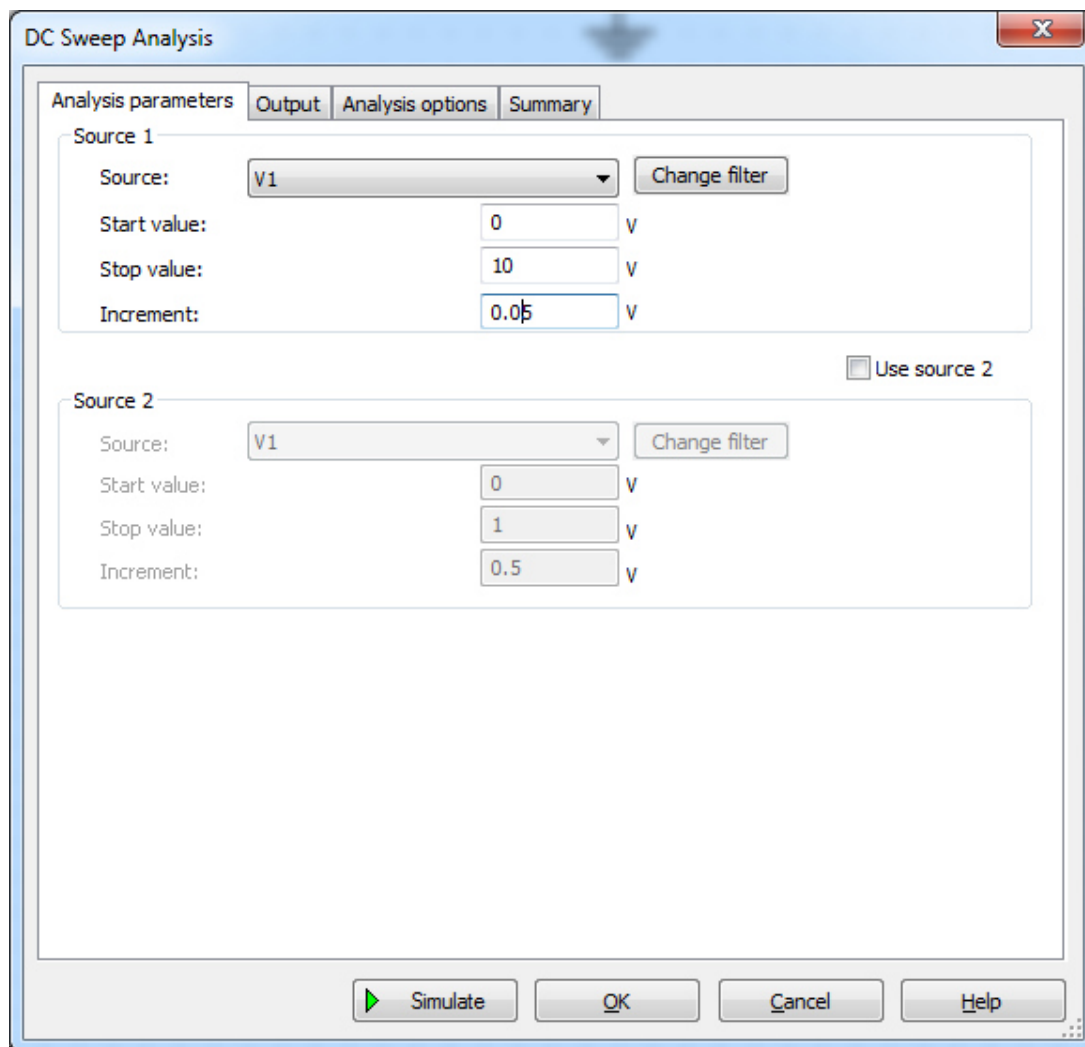 DC Sweep Analysis
X
Analysis parameters Output Analysis options Summary
Source 1
Source: V1 Change filter
Start value: 0 V
Stop value: 10 V
Increment: 0.05 V
Use source 2
Source 2
Source: V1 Change filter
Start value: 0 V
Stop value: 1 V
Increment: 0.5 V
Simulate OK Cancel Help